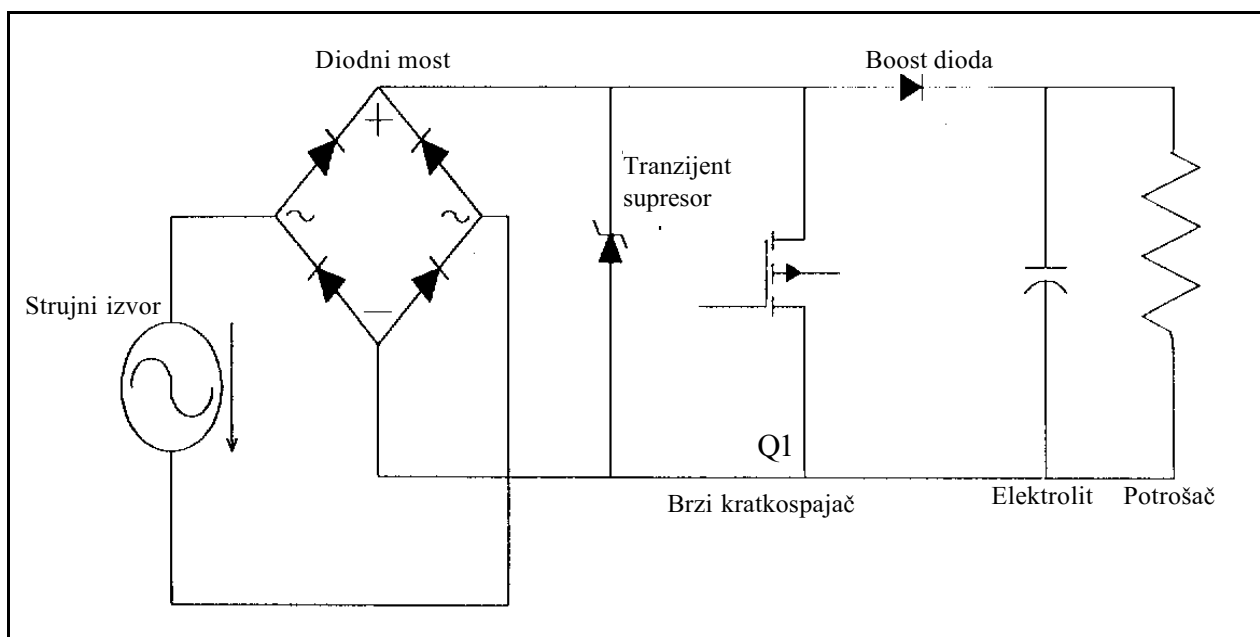 Diodni most
Boost dioda
Tranzijent
supresor
Strujni izvor
Q1
Brzi kratkospajač
Elektrolit
Potrošač